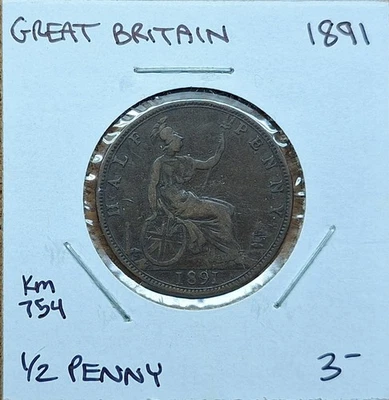 GREAT BRITAIN 1891
HALF PENNY
1891
Km
754
1/2 PENNY 3-